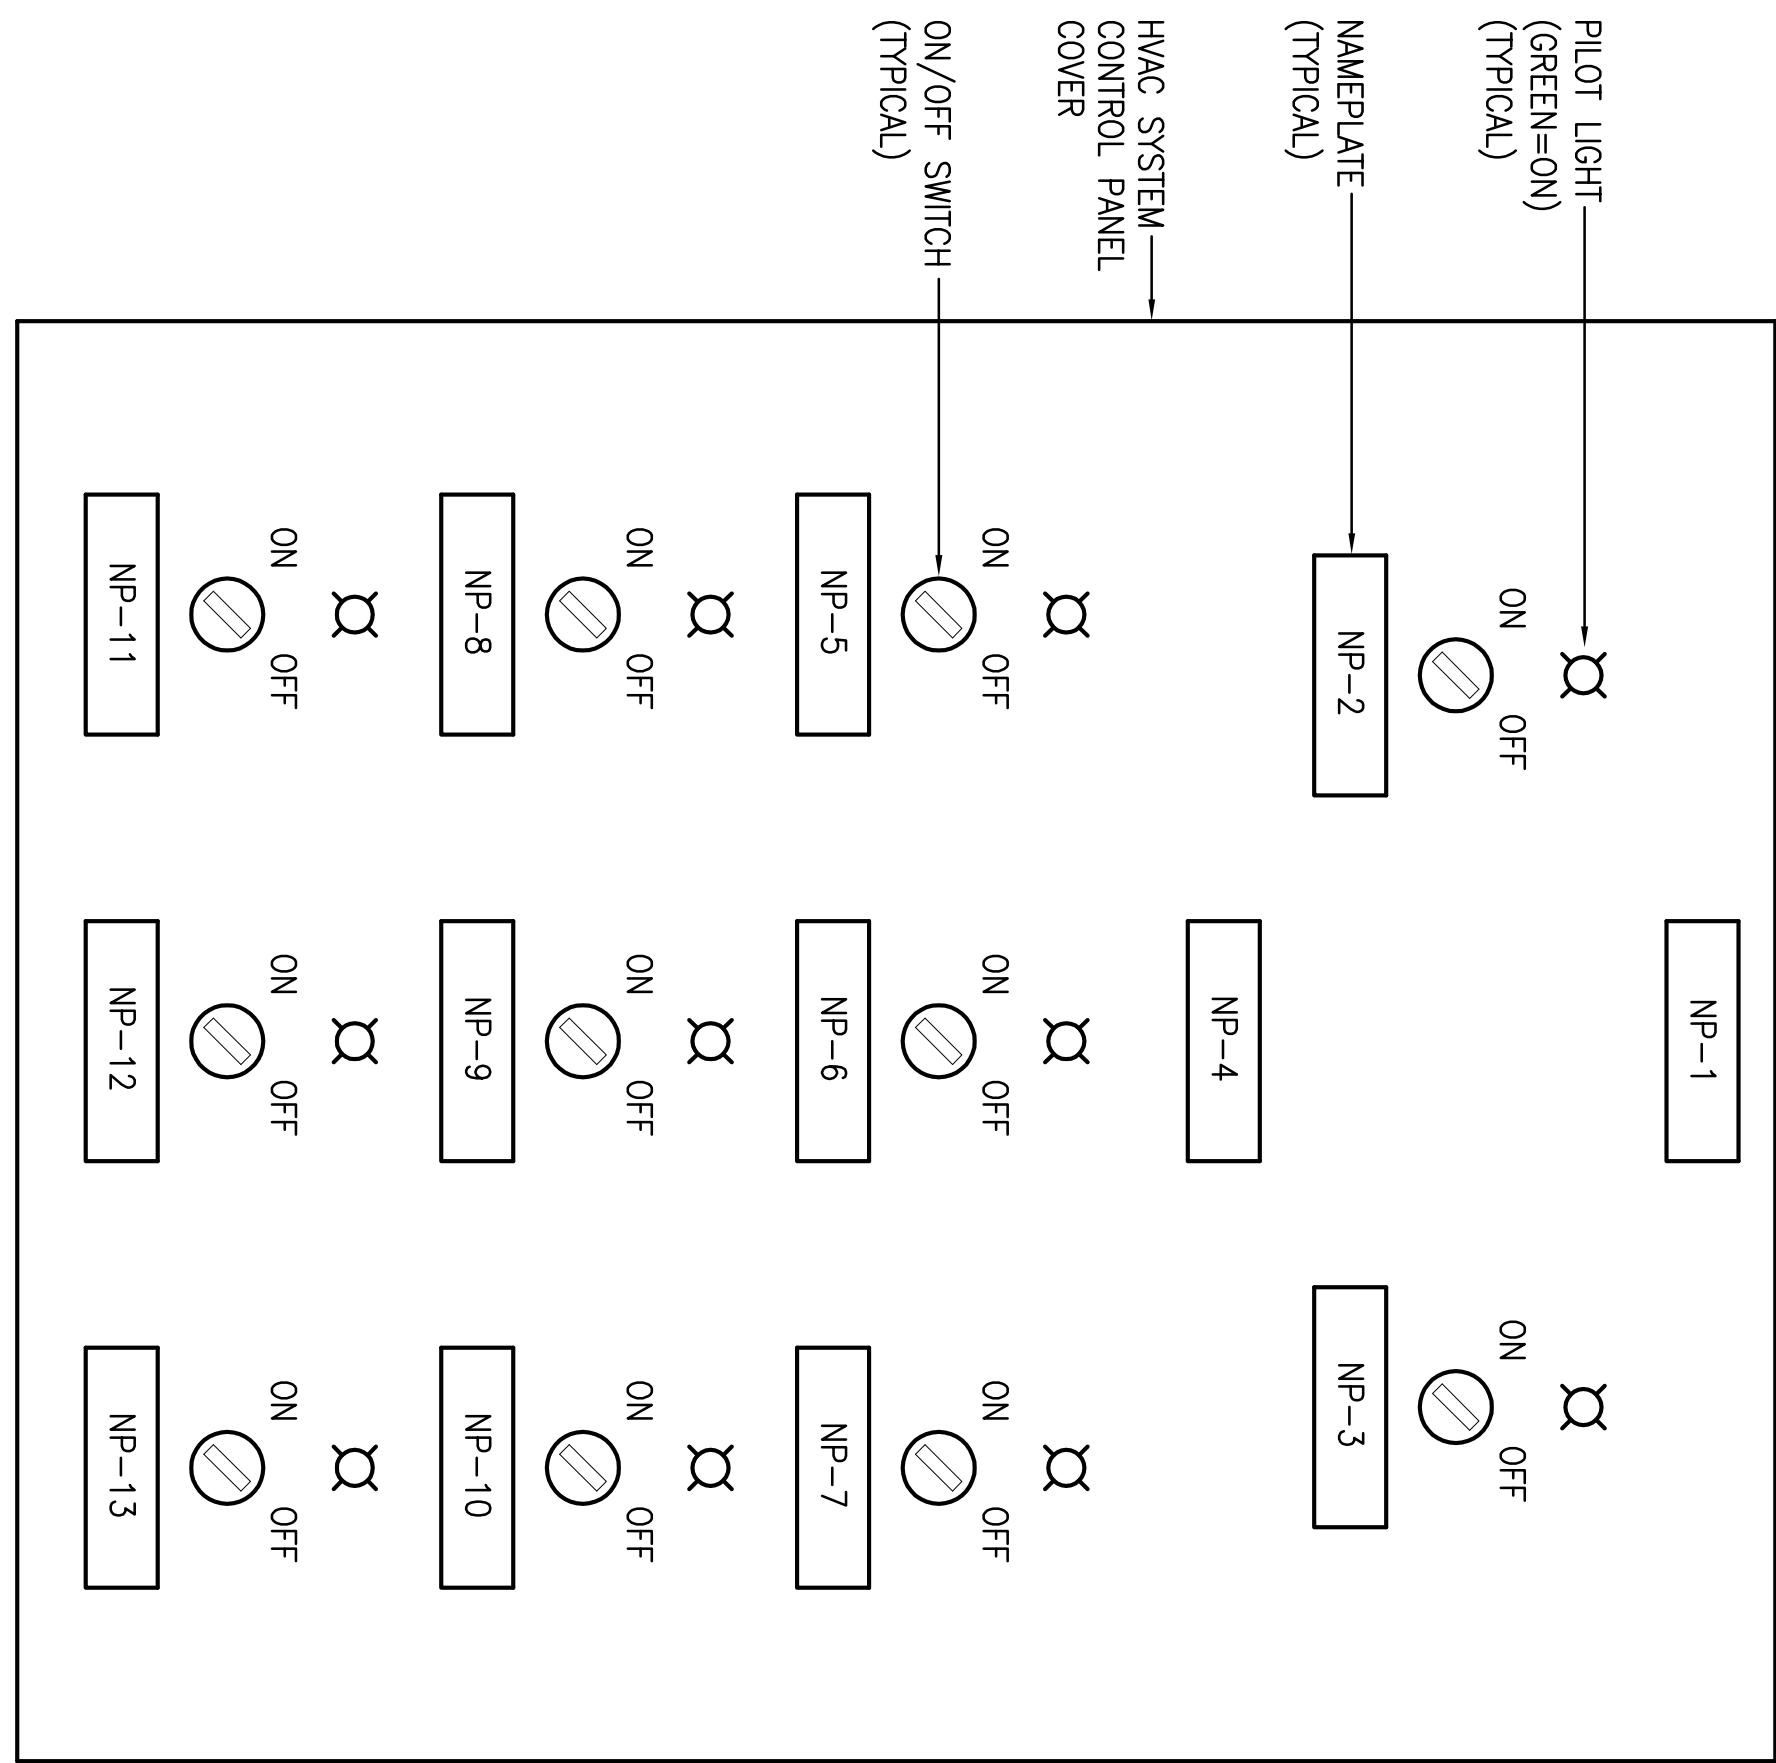 PILOT LIGHT
(GREEN=ON)
(TYPICAL)
NAMEPLATE
(TYPICAL)
HVAC SYSTEM
CONTROL PANEL
COVER
ON/OFF SWITCH
(TYPICAL)
NP-1
ON OFF
NP-2
ON OFF
NP-3
NP-4
ON OFF
NP-5
ON OFF
NP-6
ON OFF
NP-7
ON OFF
NP-8
ON OFF
NP-9
ON OFF
NP-10
ON OFF
NP-11
ON OFF
NP-12
ON OFF
NP-13